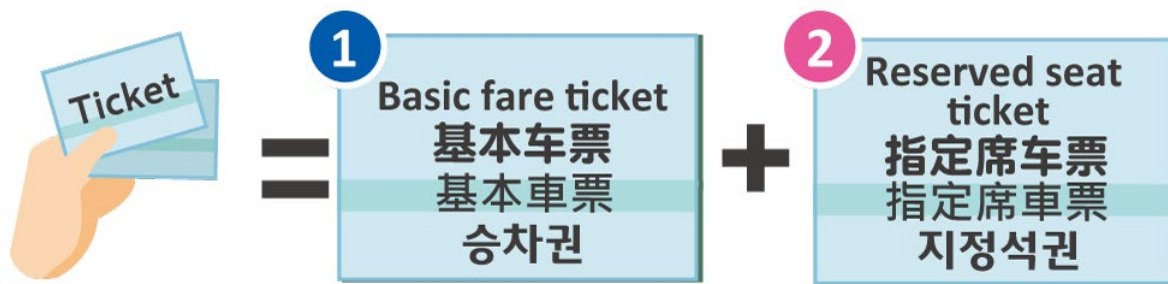 Ticket
=
1
Basic fare ticket
基本车票
基本車票
승차권
+
2
Reserved seat
ticket
指定席车票
指定席車票
지정석권